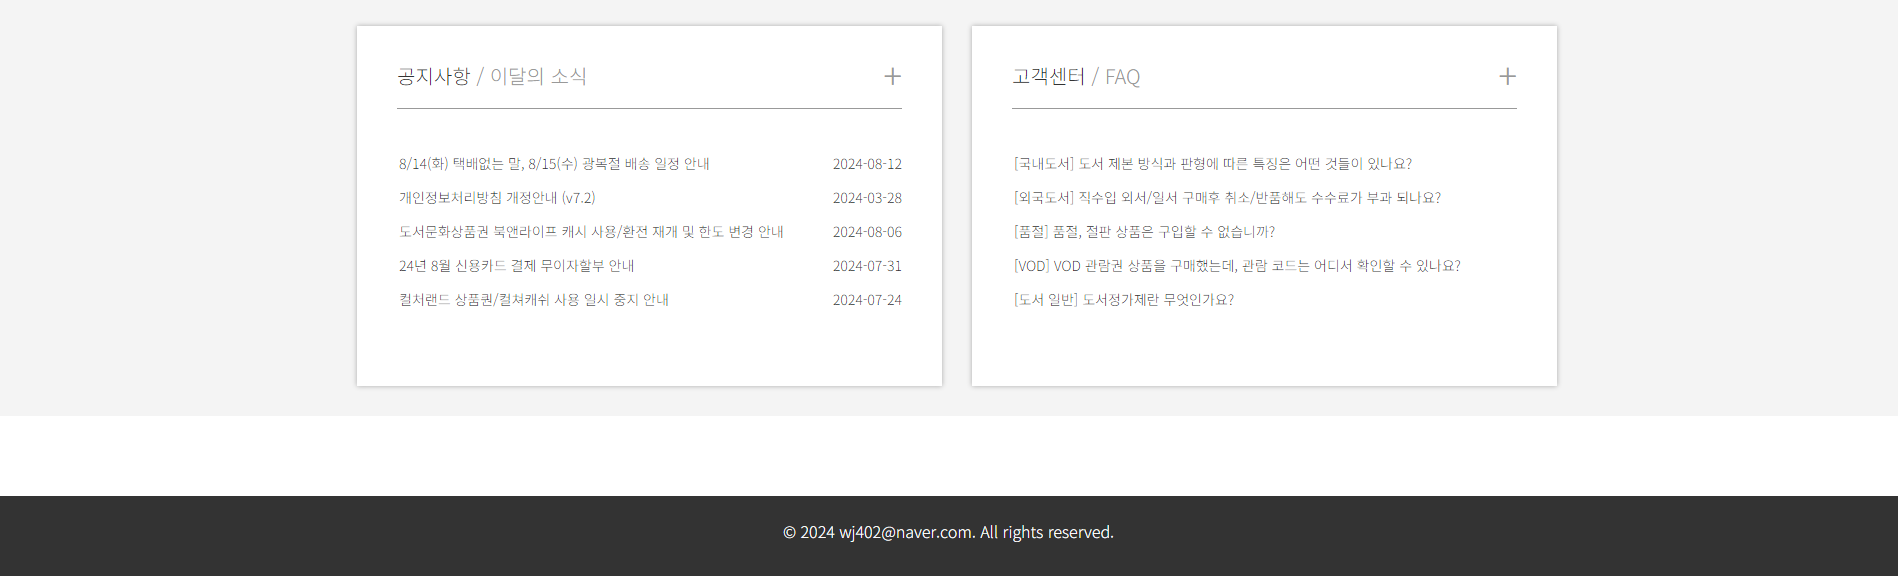 공지사항 / 이달의 소식
8/14(화) 택배없는 말, 8/15(수) 광복절 배송 일정 안내 2024-08-12
개인정보처리방침 개정안내 (v7.2) 2024-03-28
도서문화상품권 북앤라이프 캐시 사용/환전 재개 및 한도 변경 안내 2024-08-06
24년 8월 신용카드 결제 무이자할부 안내 2024-07-31
컬처랜드 상품권/컬쳐캐쉬 사용 일시 중지 안내 2024-07-24
고객센터 / FAQ
[국내도서] 도서 제본 방식과 판형에 따른 특징은 어떤 것들이 있나요?
[외국도서] 직수입 외서/일서 구매후 취소/반품해도 수수료가 부과 되나요?
[품절] 품절, 절판 상품은 구입할 수 없습니까?
[VOD] VOD 관람권 상품을 구매했는데, 관람 코드는 어디서 확인할 수 있나요?
[도서 일반] 도서정가제란 무엇인가요?
© 2024 wj402@naver.com. All rights reserved.